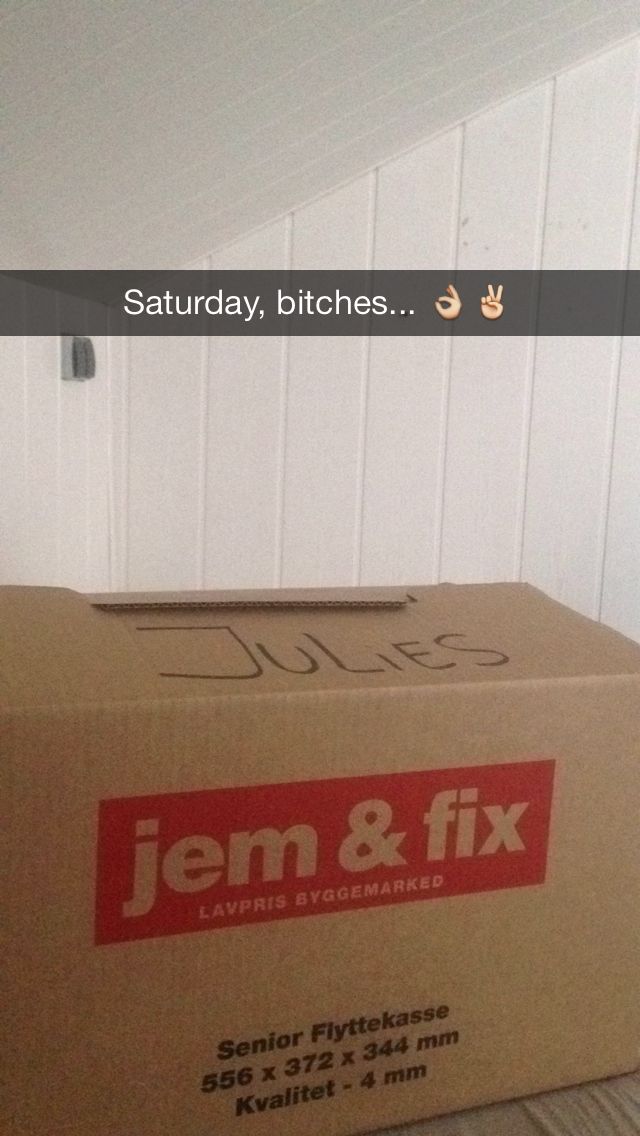 Saturday, bitches... 👌✌
JULiES
jem & fix
LAVPRIS BYGGEMARKED
Senior Flyttekasse
556 x 372 x 344 mm
Kvalitet - 4 mm